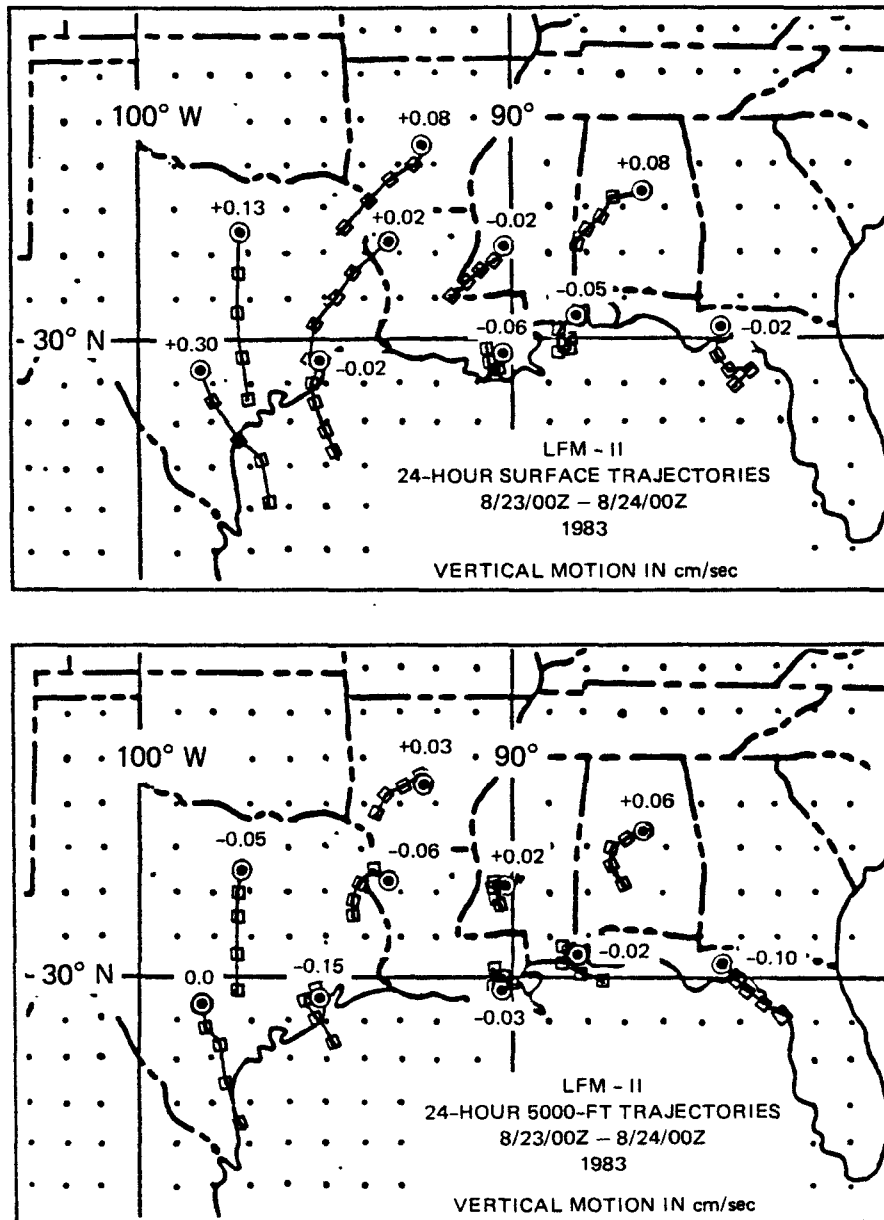 100° W
90°
+0.08
+0.08
+0.13
+0.02
-0.02
-0.05
30° N
-0.06
-0.02
+0.30
-0.02
LFM - II
24-HOUR SURFACE TRAJECTORIES
8/23/00Z – 8/24/00Z
1983
VERTICAL MOTION IN cm/sec
100° W
+0.03
90°
+0.06
-0.05
-0.06
+0.02
-0.02
-0.10
30° N
0.0
-0.15
-0.03
LFM - II
24-HOUR 5000-FT TRAJECTORIES
8/23/00Z – 8/24/00Z
1983
VERTICAL MOTION IN cm/sec